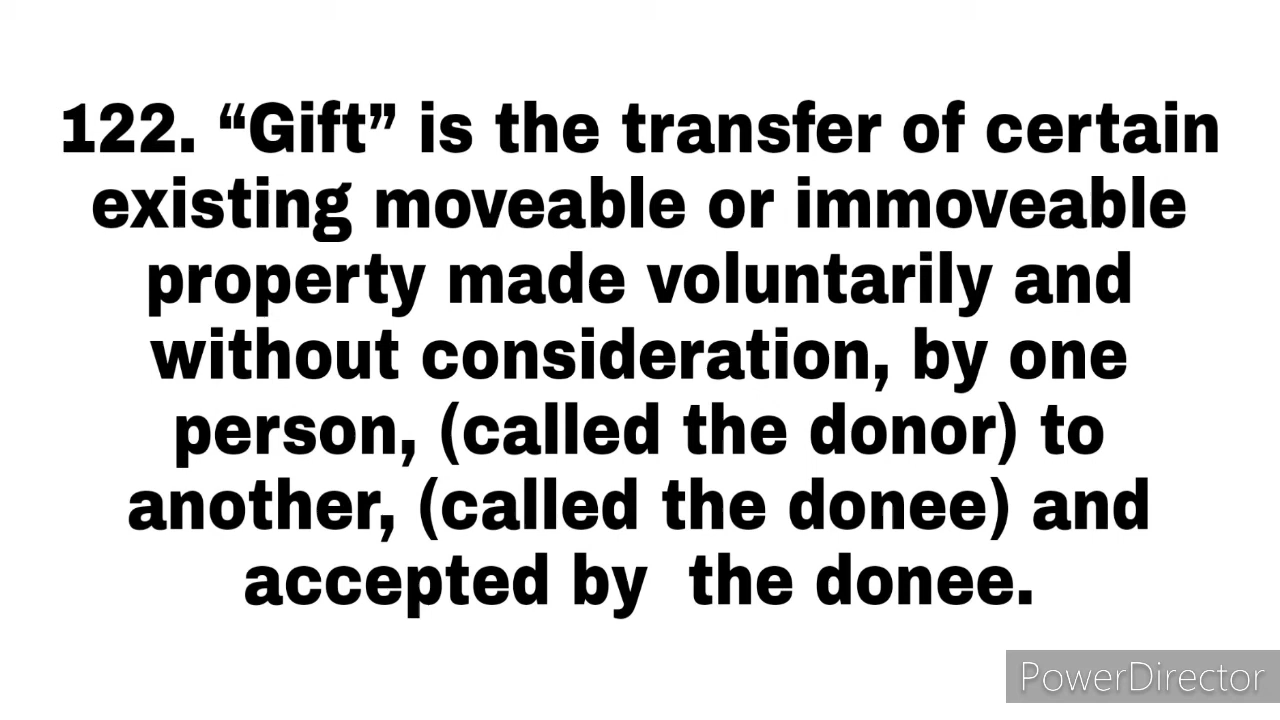 122. “Gift” is the transfer of certain
existing moveable or immoveable
property made voluntarily and
without consideration, by one
person, (called the donor) to
another, (called the donee) and
accepted by  the donee.
PowerDirector